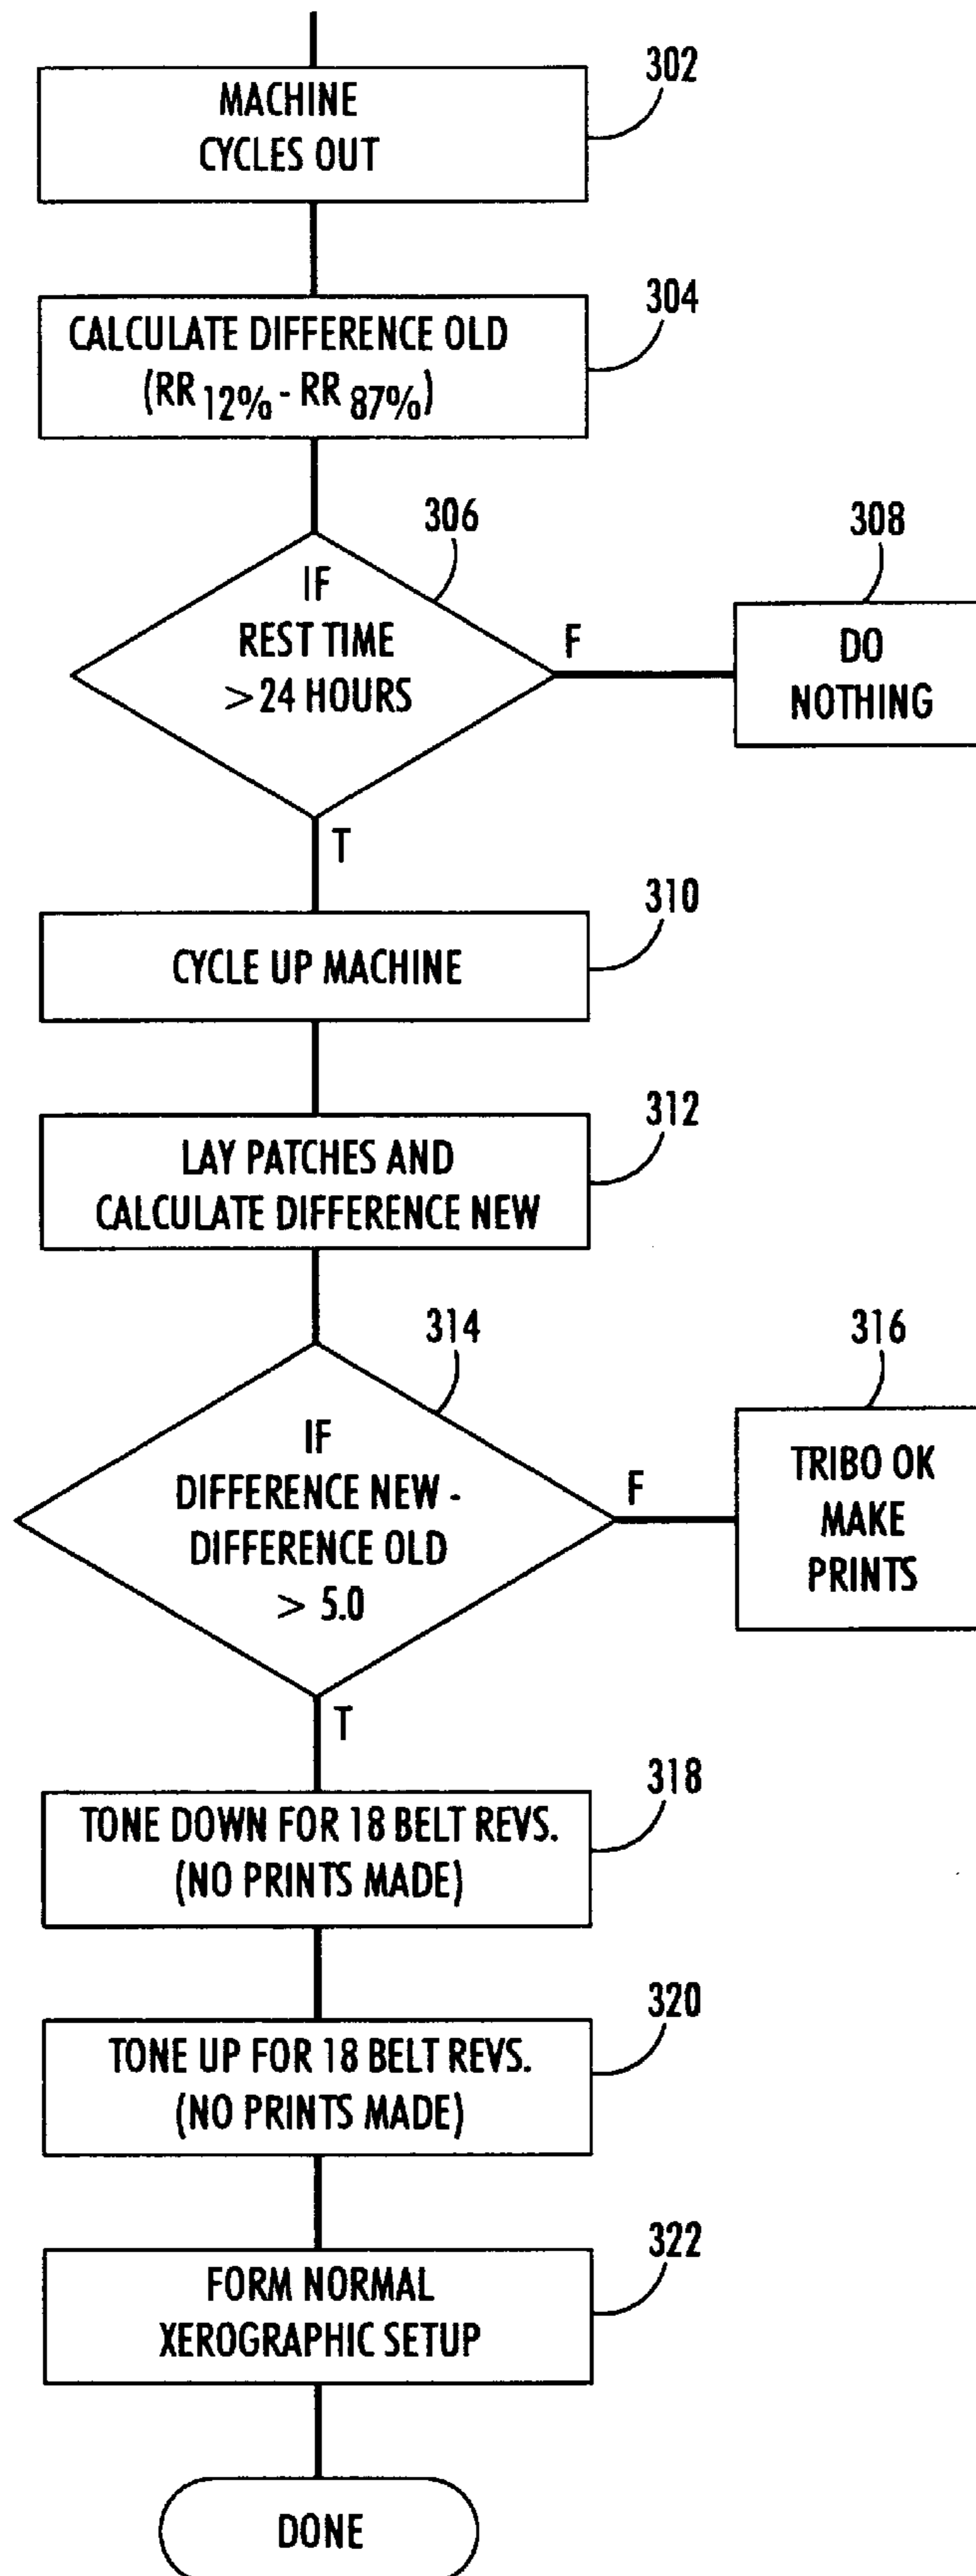 302
MACHINE
CYCLES OUT
304
CALCULATE DIFFERENCE OLD
(RR 12% - RR 87%)
306
308
IF
REST TIME
> 24 HOURS
F
DO
NOTHING
T
310
CYCLE UP MACHINE
312
LAY PATCHES AND
CALCULATE DIFFERENCE NEW
314
316
IF
DIFFERENCE NEW -
DIFFERENCE OLD
> 5.0
F
TRIBO OK
MAKE
PRINTS
T
318
TONE DOWN FOR 18 BELT REVS.
(NO PRINTS MADE)
320
TONE UP FOR 18 BELT REVS.
(NO PRINTS MADE)
322
FORM NORMAL
XEROGRAPHIC SETUP
DONE